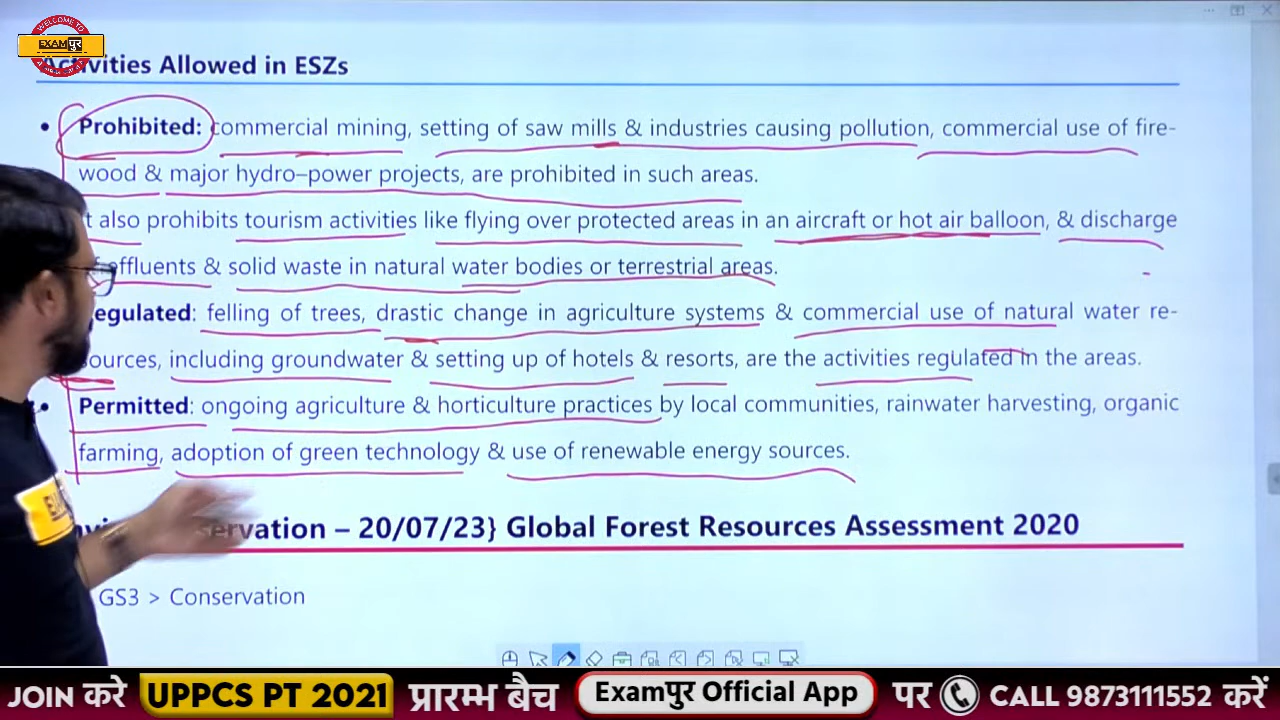 WELCOME TO
EXAMपुर
Activities Allowed in ESZs
• Prohibited: commercial mining, setting of saw mills & industries causing pollution, commercial use of fire-
wood & major hydro–power projects, are prohibited in such areas.
t also prohibits tourism activities like flying over protected areas in an aircraft or hot air balloon, & discharge
effluents & solid waste in natural water bodies or terrestrial areas.
egulated: felling of trees, drastic change in agriculture systems & commercial use of natural water re-
sources, including groundwater & setting up of hotels & resorts, are the activities regulated in the areas.
• Permitted: ongoing agriculture & horticulture practices by local communities, rainwater harvesting, organic
farming, adoption of green technology & use of renewable energy sources.
servation – 20/07/23} Global Forest Resources Assessment 2020
GS3 > Conservation
JOIN करे UPPCS PT 2021 प्रारम्भ बैच Examपुर Official App पर CALL 9873111552 करें